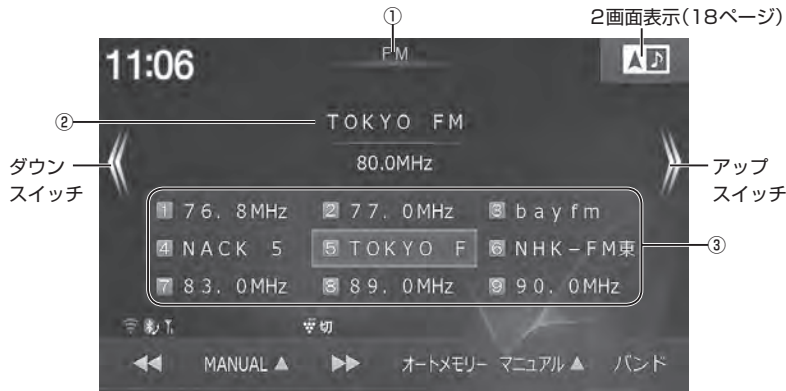 ① 2画面表示（18ページ）
11:06 FM
② TOKYO FM
80.0MHz
ダウン
スイッチ
アップ
スイッチ
1 76. 8MHz 2 77. 0MHz 3 bayfm
4 NACK 5 5 TOKYO F 6 NHK－FM東 ③
7 83. 0MHz 8 89. 0MHz 9 90. 0MHz
切
MANUAL ▲ オートメモリー マニュアル ▲ バンド